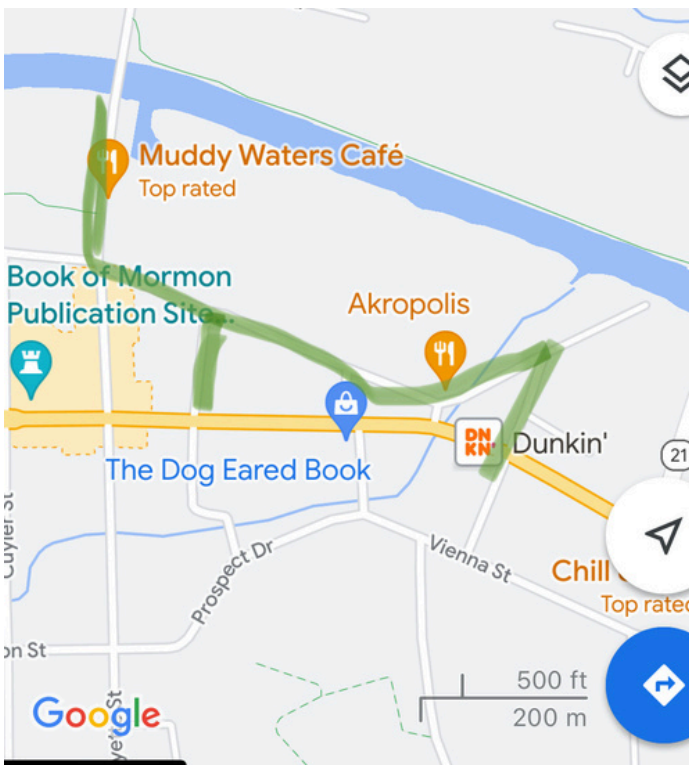 Muddy Waters Café
Top rated
Book of Mormon
Publication Site...
Akropolis
The Dog Eared Book
DN
KN'
Dunkin'
21
Cuyler St
Prospect Dr
Vienna St
Chill
Top rated
on St
500 ft
200 m
Google